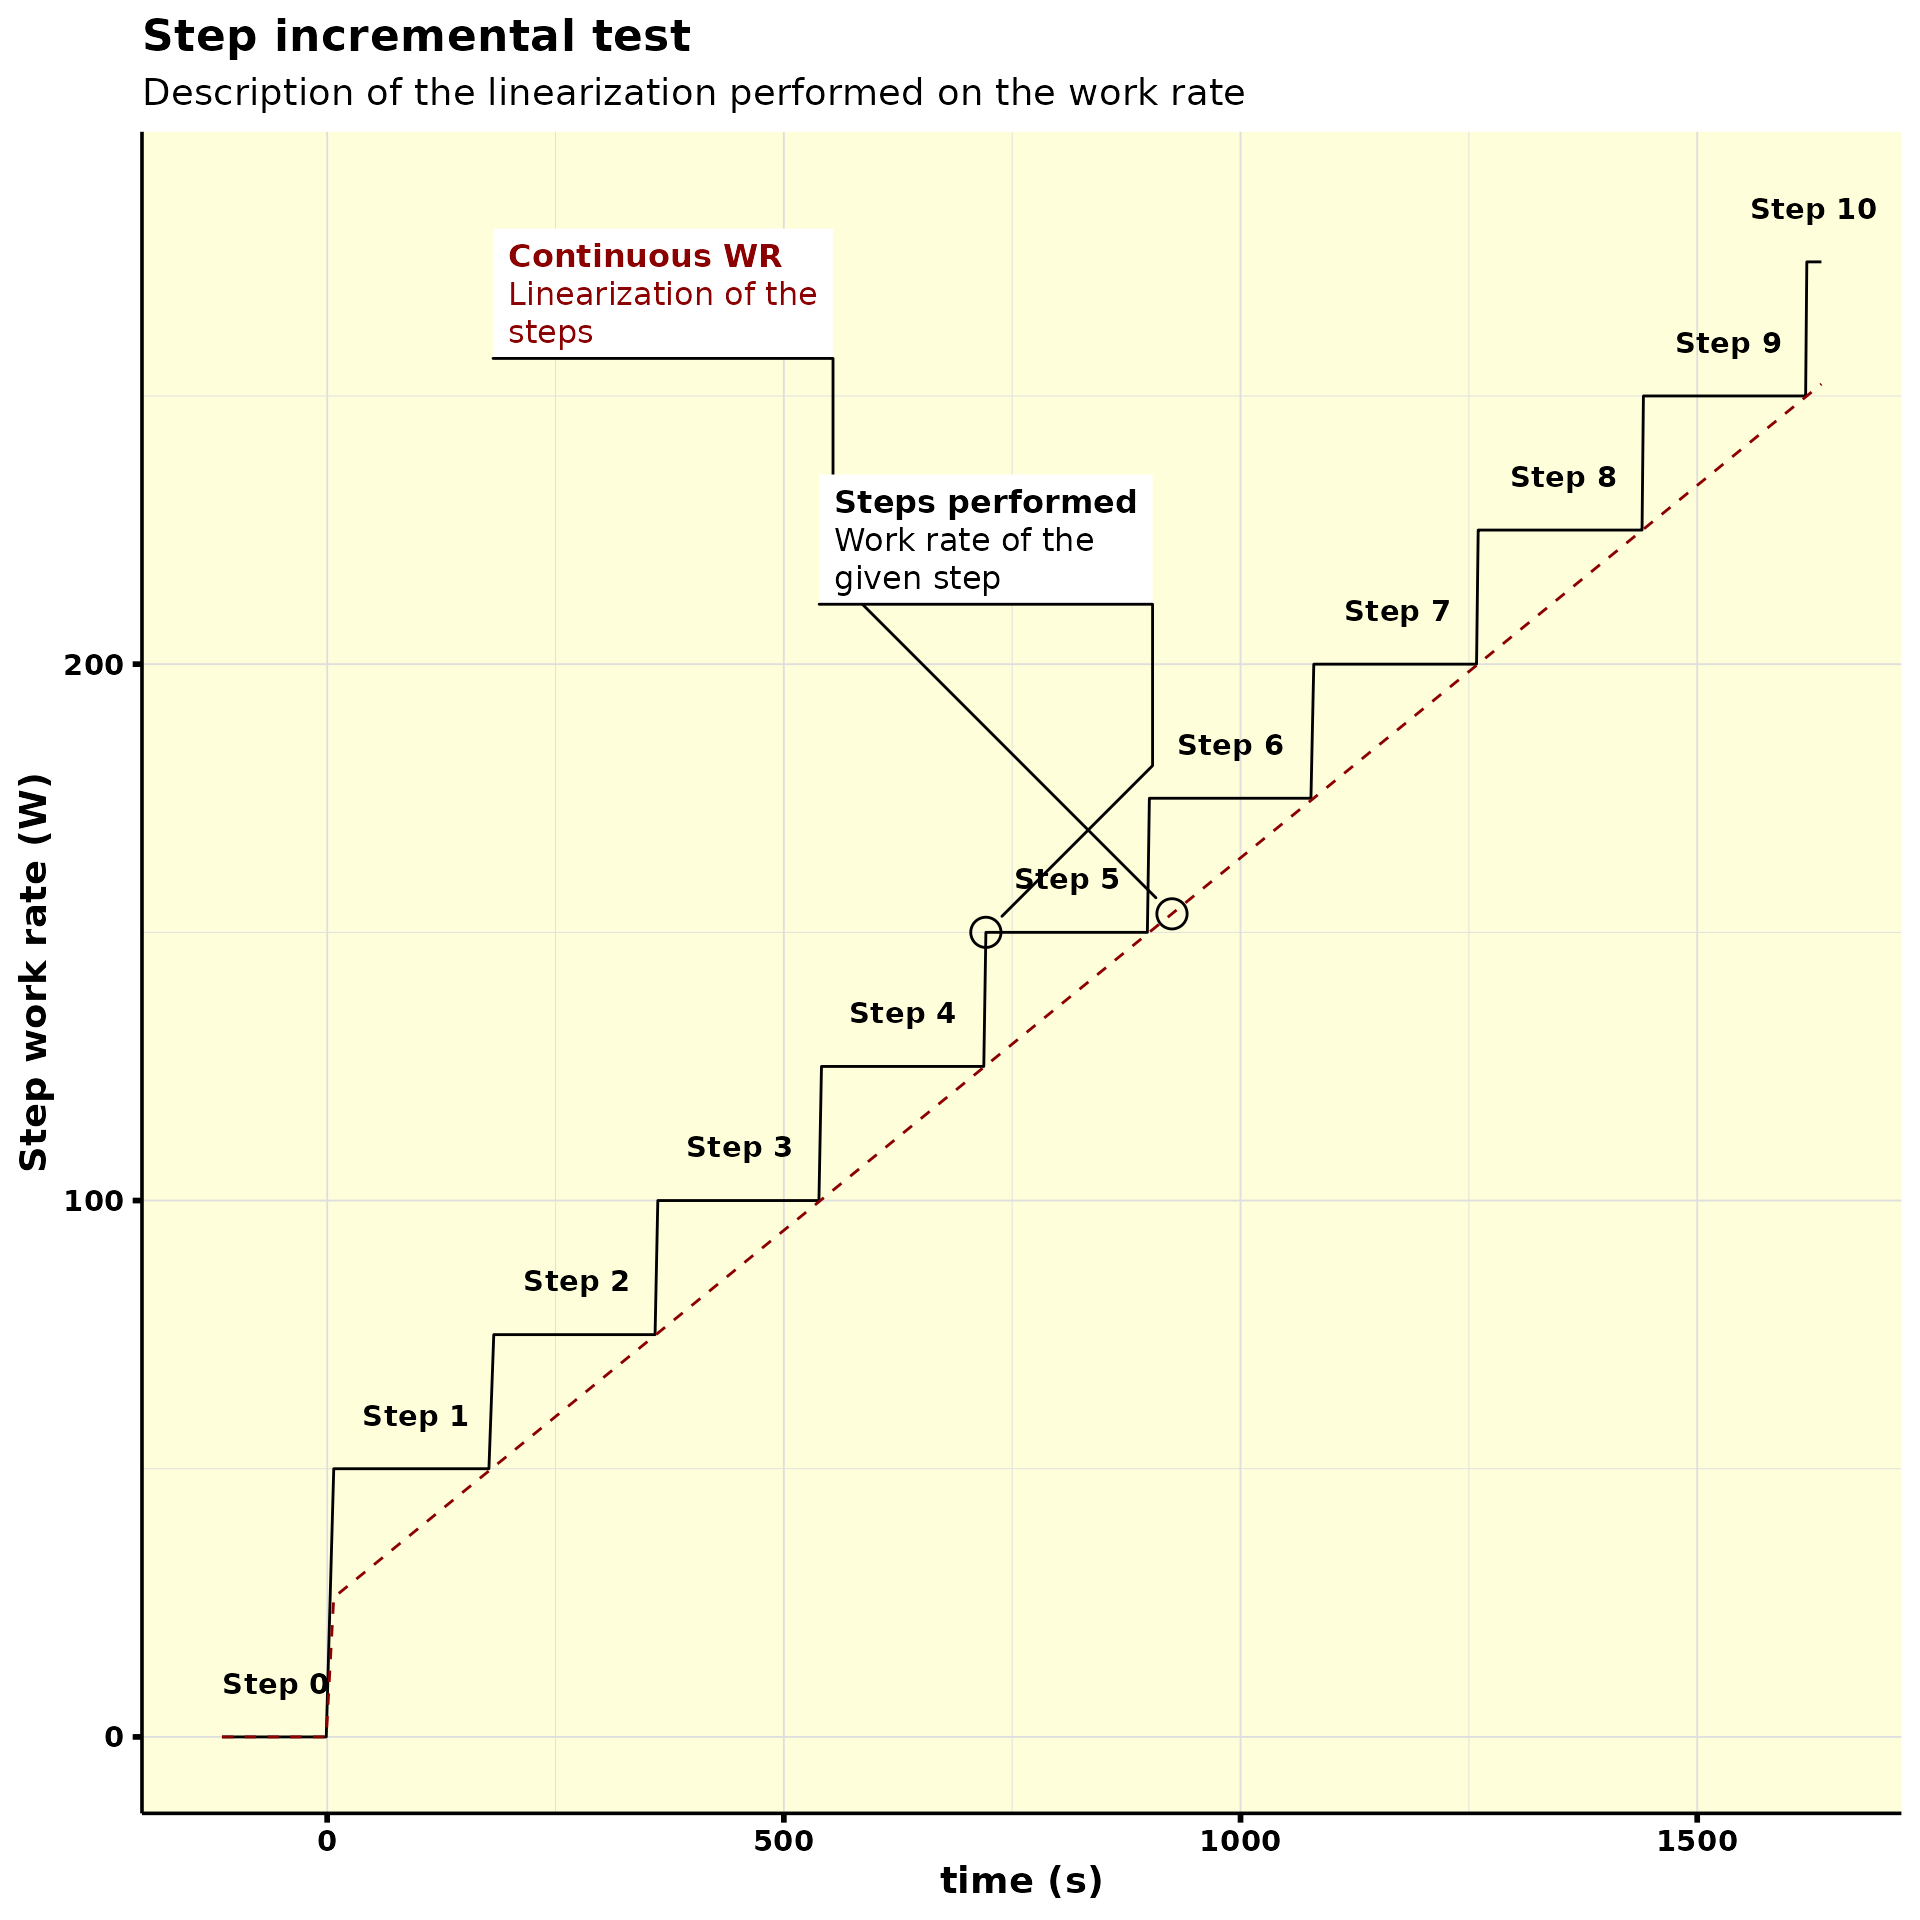 Step incremental test
Description of the linearization performed on the work rate
Step 10
Continuous WR
Linearization of the
steps
Step 9
Step 8
Steps performed
Work rate of the
given step
Step 7
200
Step 6
Step 5
Step 4
Step 3
100
Step 2
Step 1
Step 0
0
Step work rate (W)
0 500 1000 1500
time (s)